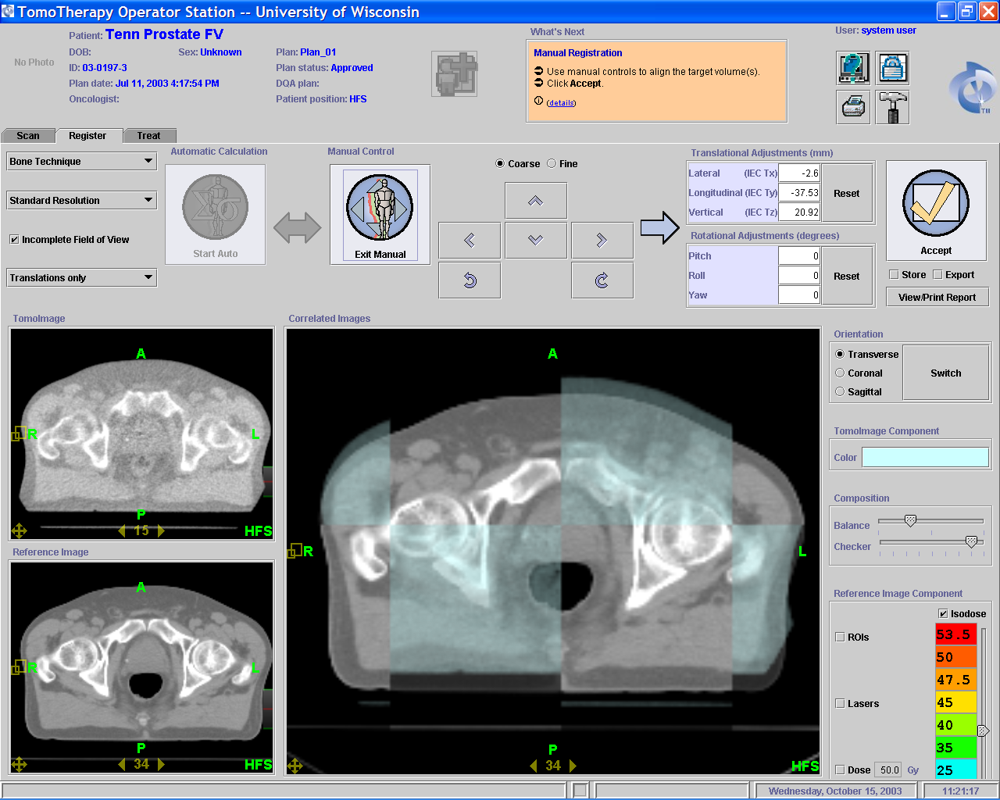 TomoTherapy Operator Station -- University of Wisconsin
No Photo
Patient: Tenn Prostate FV
DOB:
Sex: Unknown
ID: 03-0197-3
Plan date: Jul 11, 2003 4:17:54 PM
Oncologist:
Plan: Plan_01
Plan status: Approved
DQA plan:
Patient position: HFS
What's Next
Manual Registration
Use manual controls to align the target volume(s).
Click Accept.
(details)
User: system user
TM
Scan
Register
Treat
Bone Technique
Standard Resolution
Incomplete Field of View
Translations only
Automatic Calculation
Start Auto
Manual Control
Exit Manual
Coarse
Fine
Translational Adjustments (mm)
Lateral (IEC Tx) -2.6
Longitudinal (IEC Ty) -37.53
Vertical (IEC Tz) 20.92
Reset
Rotational Adjustments (degrees)
Pitch 0
Roll 0
Yaw 0
Reset
Accept
Store
Export
View/Print Report
TomoImage
A
R
L
P
15
HFS
Reference Image
A
R
L
P
34
HFS
Correlated Images
A
R
L
P
34
HFS
Orientation
Transverse
Coronal
Sagittal
Switch
TomoImage Component
Color
Composition
Balance
Checker
Reference Image Component
Isodose
ROIs
Lasers
Dose 50.0 Gy
53.5
50
47.5
45
40
35
25
Wednesday, October 15, 2003
11:21:17